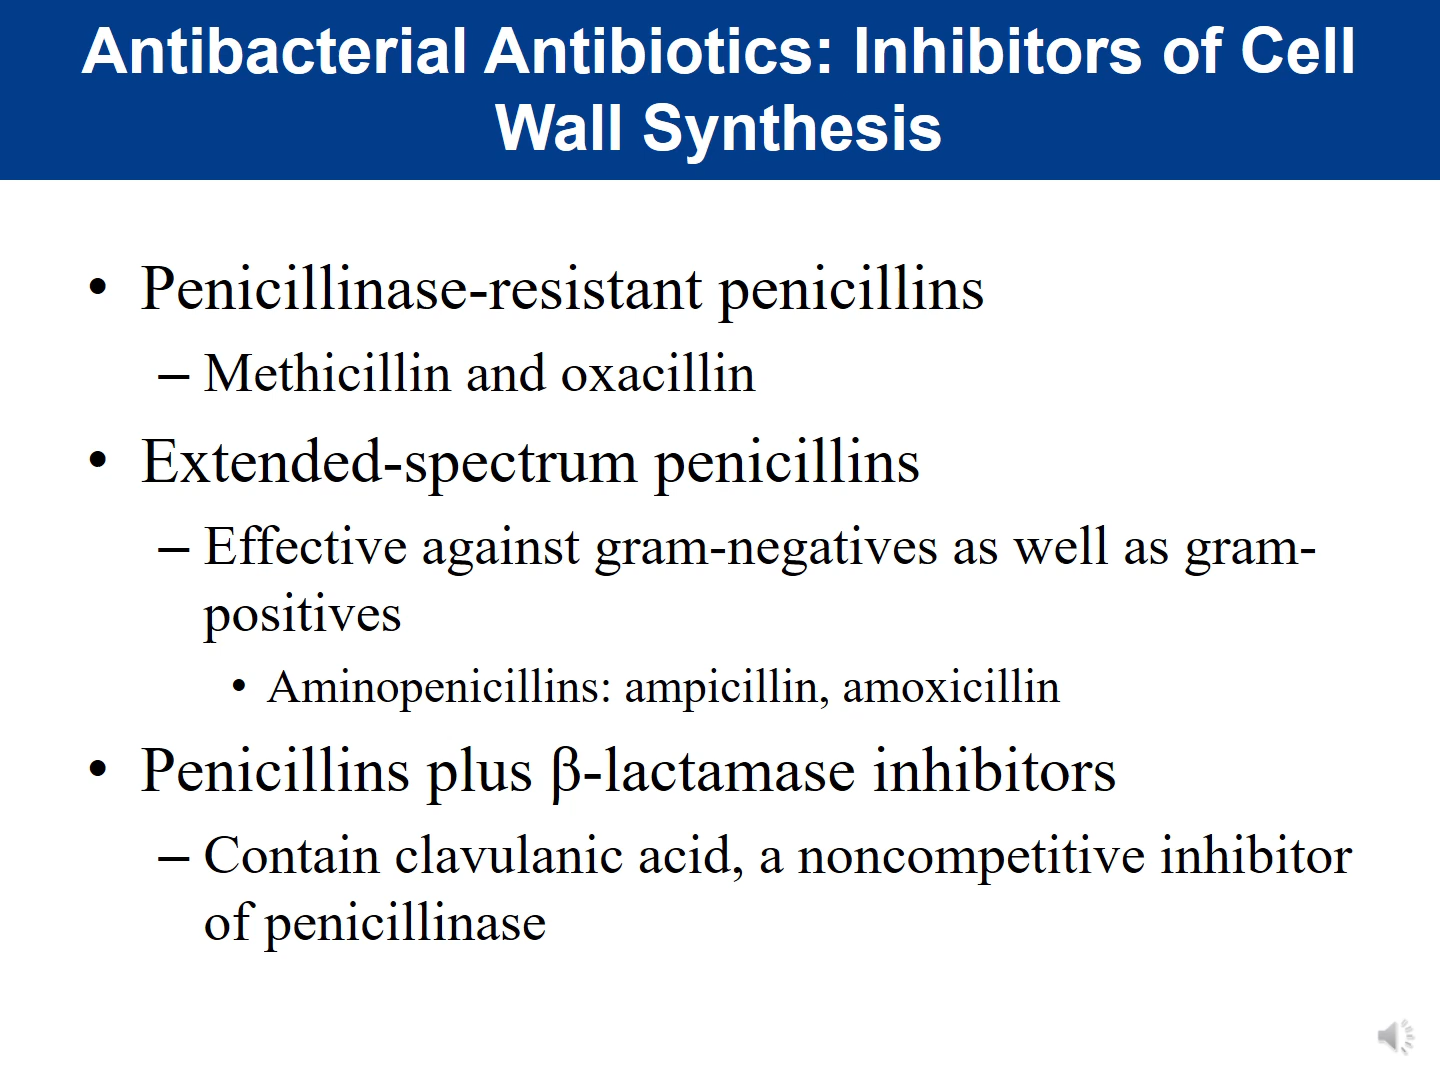 Antibacterial Antibiotics: Inhibitors of Cell
Wall Synthesis
• Penicillinase-resistant penicillins
– Methicillin and oxacillin
• Extended-spectrum penicillins
– Effective against gram-negatives as well as gram-
positives
• Aminopenicillins: ampicillin, amoxicillin
• Penicillins plus β-lactamase inhibitors
– Contain clavulanic acid, a noncompetitive inhibitor
of penicillinase